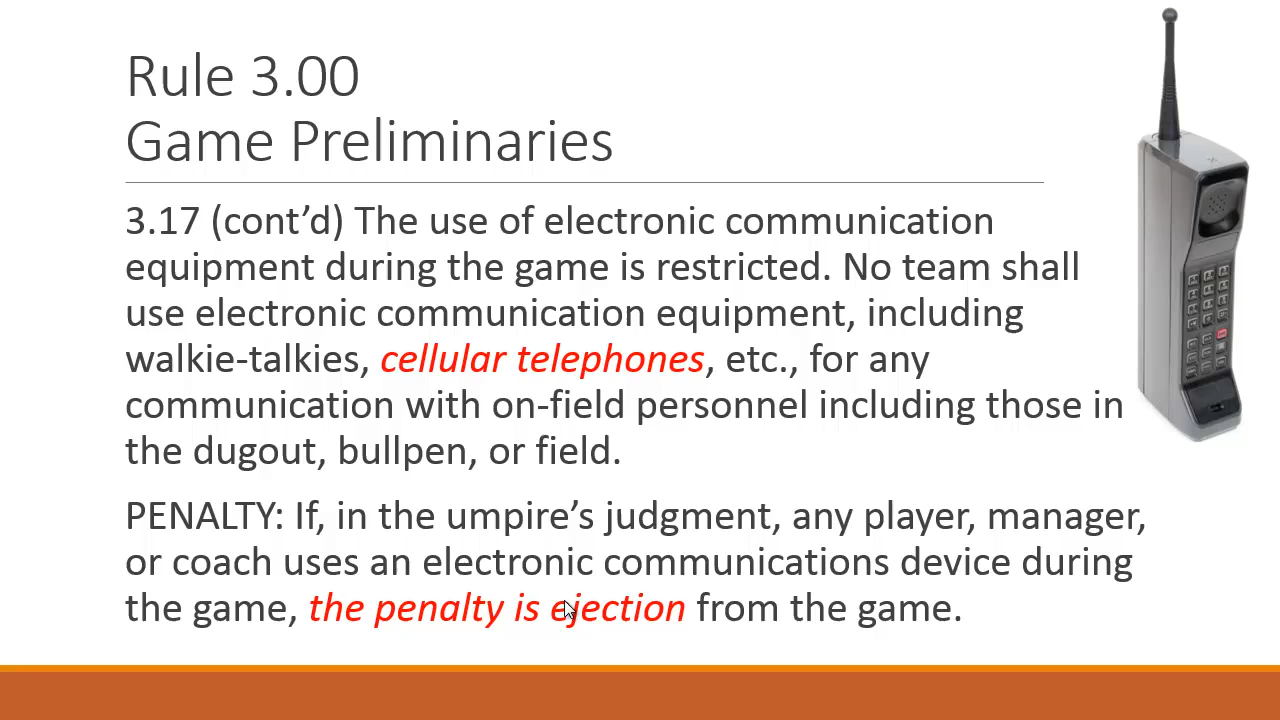 Rule 3.00
Game Preliminaries
3.17 (cont’d) The use of electronic communication
equipment during the game is restricted. No team shall
use electronic communication equipment, including
walkie-talkies, cellular telephones, etc., for any
communication with on-field personnel including those in
the dugout, bullpen, or field.
PENALTY: If, in the umpire’s judgment, any player, manager,
or coach uses an electronic communications device during
the game, the penalty is ejection from the game.